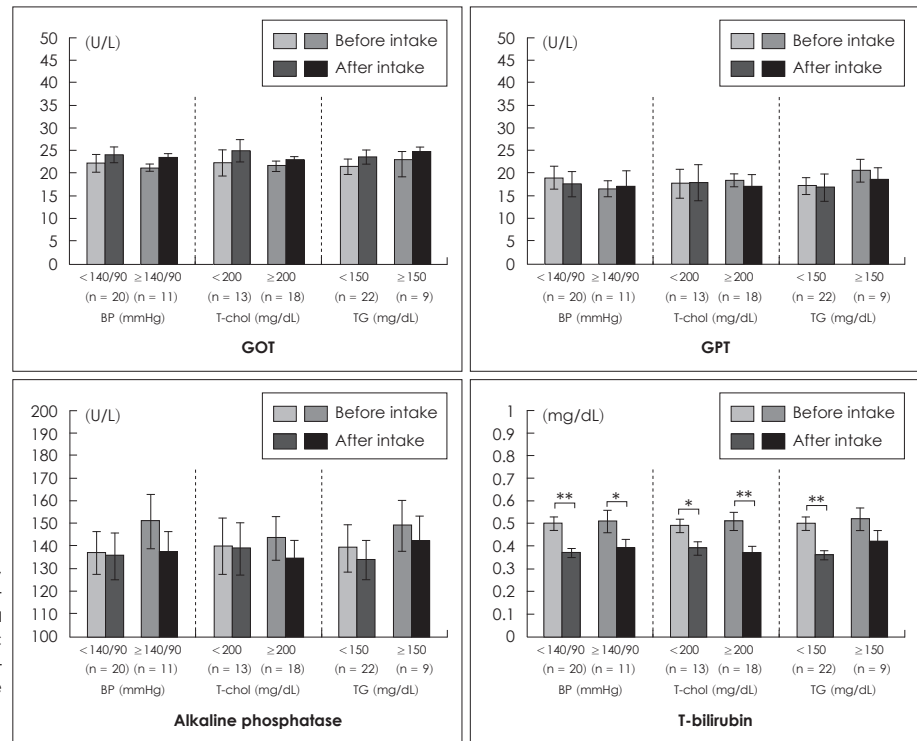 (U/L)
Before intake
After intake
50
45
40
35
30
25
20
15
10
5
0
<140/90 ≥140/90 <200 ≥200 <150 ≥150
(n = 20) (n = 11) (n = 13) (n = 18) (n = 22) (n = 9)
BP (mmHg) T-chol (mg/dL) TG (mg/dL)
GOT
(U/L)
Before intake
After intake
50
45
40
35
30
25
20
15
10
5
0
<140/90 ≥140/90 <200 ≥200 <150 ≥150
(n = 20) (n = 11) (n = 13) (n = 18) (n = 22) (n = 9)
BP (mmHg) T-chol (mg/dL) TG (mg/dL)
GPT
(U/L)
Before intake
After intake
200
190
180
170
160
150
140
130
120
110
100
<140/90 ≥140/90 <200 ≥200 <150 ≥150
(n = 20) (n = 11) (n = 13) (n = 18) (n = 22) (n = 9)
BP (mmHg) T-chol (mg/dL) TG (mg/dL)
Alkaline phosphatase
(mg/dL)
Before intake
After intake
1
0.9
0.8
0.7
0.6
0.5
0.4
0.3
0.2
0.1
0
** * * ** **
<140/90 ≥140/90 <200 ≥200 <150 ≥150
(n = 20) (n = 11) (n = 13) (n = 18) (n = 22) (n = 9)
BP (mmHg) T-chol (mg/dL) TG (mg/dL)
T-bilirubin